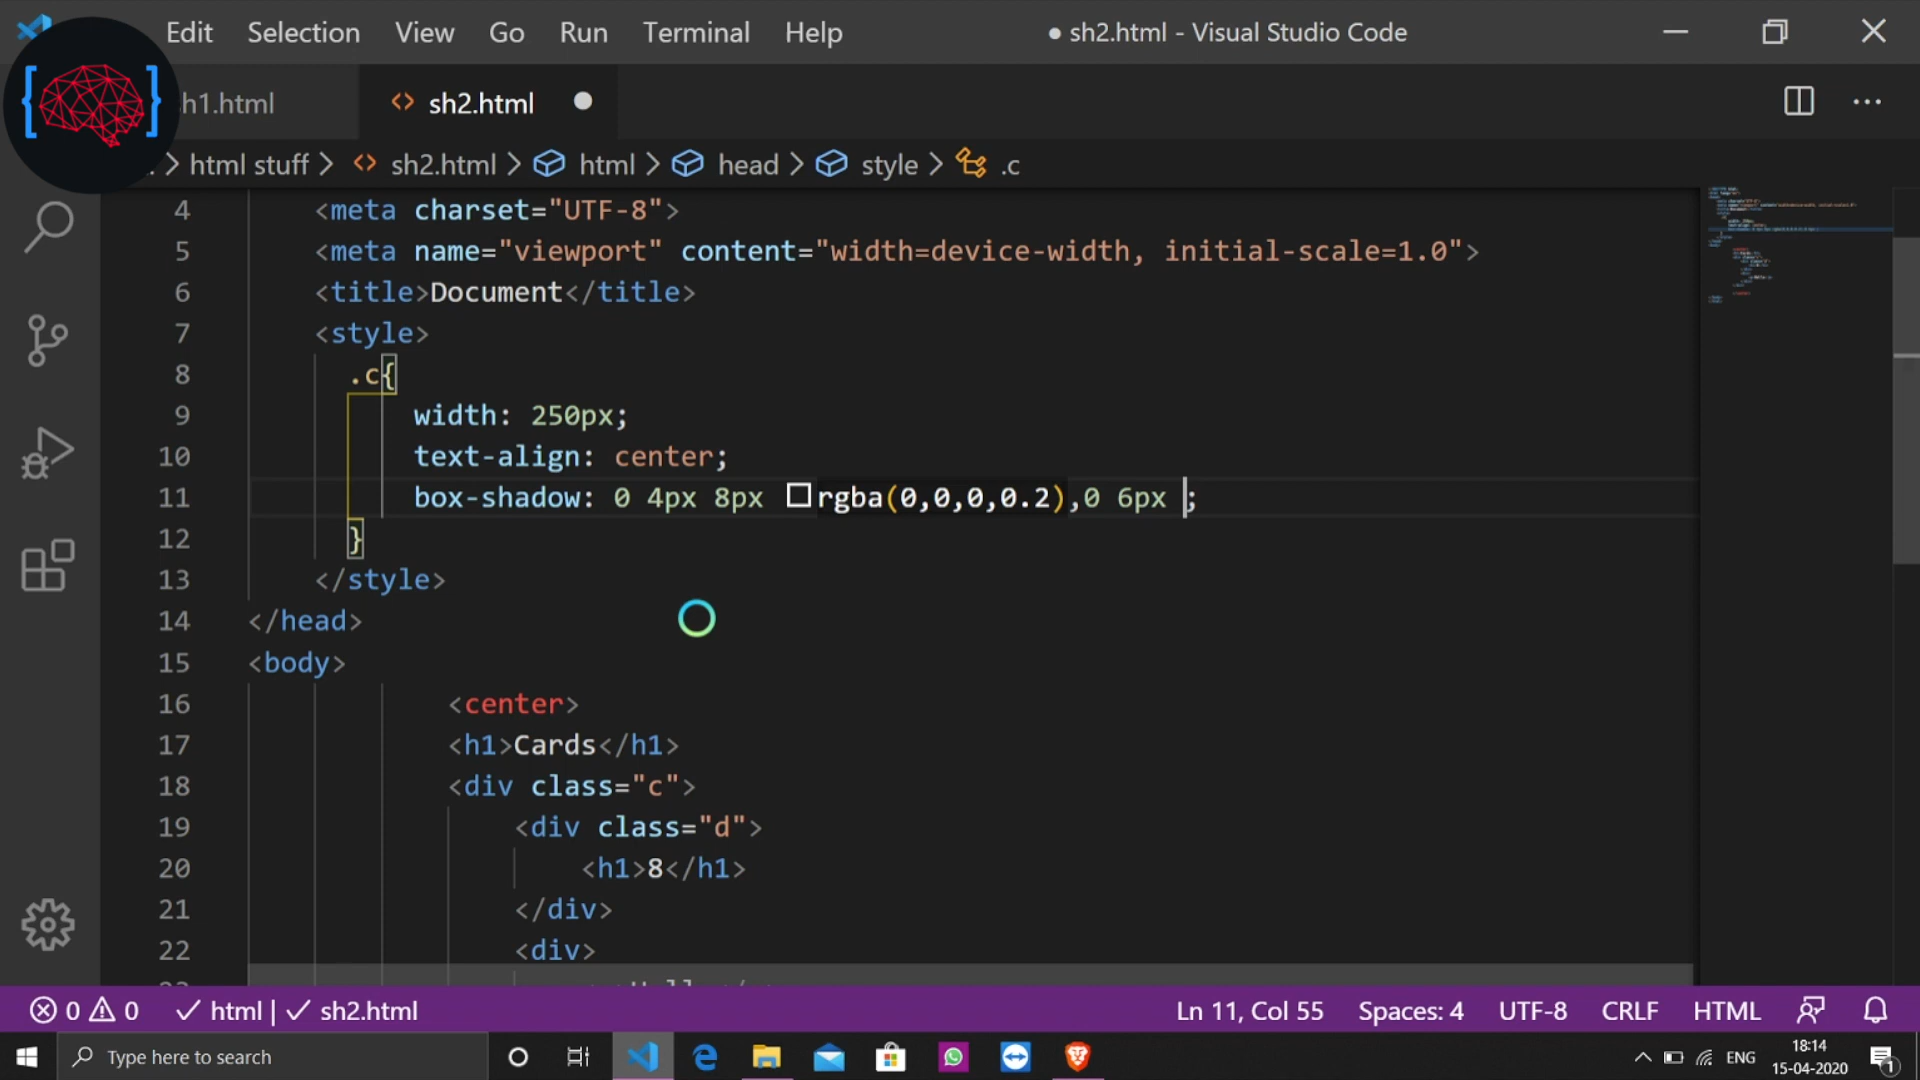 Edit Selection View Go Run Terminal Help ● sh2.html - Visual Studio Code
h1.html <> sh2.html ●
> html stuff > <> sh2.html > html > head > style > .c
4 <meta charset="UTF-8">
5 <meta name="viewport" content="width=device-width, initial-scale=1.0">
6 <title>Document</title>
7 <style>
8 .c{
9 width: 250px;
10 text-align: center;
11 box-shadow: 0 4px 8px rgba(0,0,0,0.2),0 6px ;
12 }
13 </style>
14 </head>
15 <body>
16 <center>
17 <h1>Cards</h1>
18 <div class="c">
19 <div class="d">
20 <h1>8</h1>
21 </div>
22 <div>
0 0 html | sh2.html Ln 11, Col 55 Spaces: 4 UTF-8 CRLF HTML
Type here to search ENG 18:14
15-04-2020 1